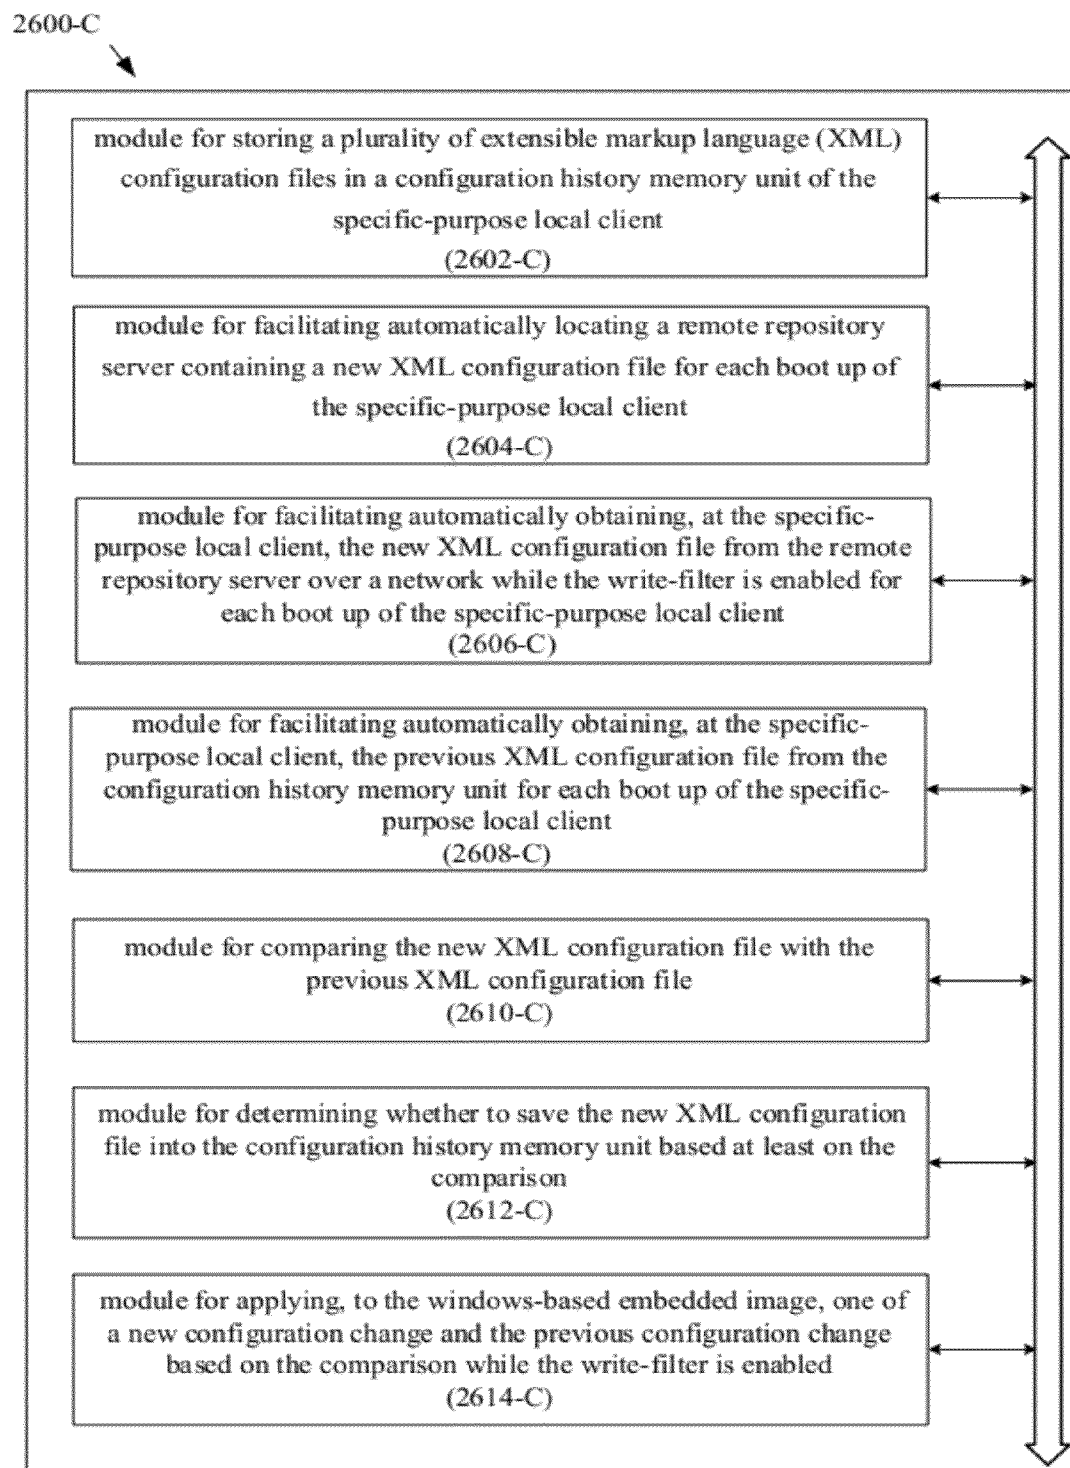 2600-C
module for storing a plurality of extensible markup language (XML)
configuration files in a configuration history memory unit of the
specific-purpose local client
(2602-C)
module for facilitating automatically locating a remote repository
server containing a new XML configuration file for each boot up of
the specific-purpose local client
(2604-C)
module for facilitating automatically obtaining, at the specific-
purpose local client, the new XML configuration file from the remote
repository server over a network while the write-filter is enabled for
each boot up of the specific-purpose local client
(2606-C)
module for facilitating automatically obtaining, at the specific-
purpose local client, the previous XML configuration file from the
configuration history memory unit for each boot up of the specific-
purpose local client
(2608-C)
module for comparing the new XML configuration file with the
previous XML configuration file
(2610-C)
module for determining whether to save the new XML configuration
file into the configuration history memory unit based at least on the
comparison
(2612-C)
module for applying, to the windows-based embedded image, one of
a new configuration change and the previous configuration change
based on the comparison while the write-filter is enabled
(2614-C)